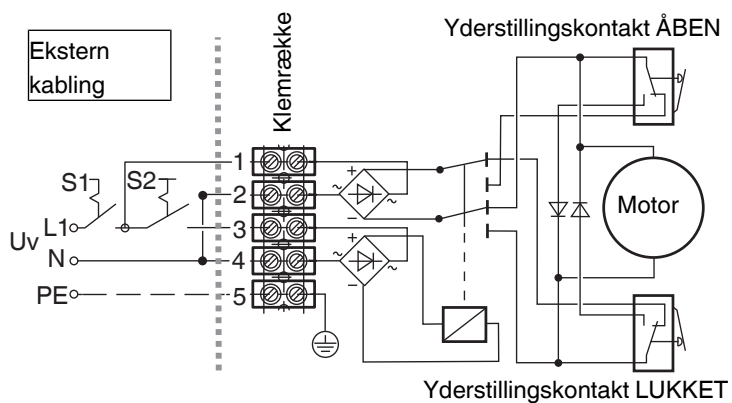 Yderstillingskontakt ÅBEN
Ekstern
kabling
Klemrække
S1
S2
1
2
L1
3
Uv
N
4
PE
5
Motor
+
~
~
−
+
~
~
−
Yderstillingskontakt LUKKET